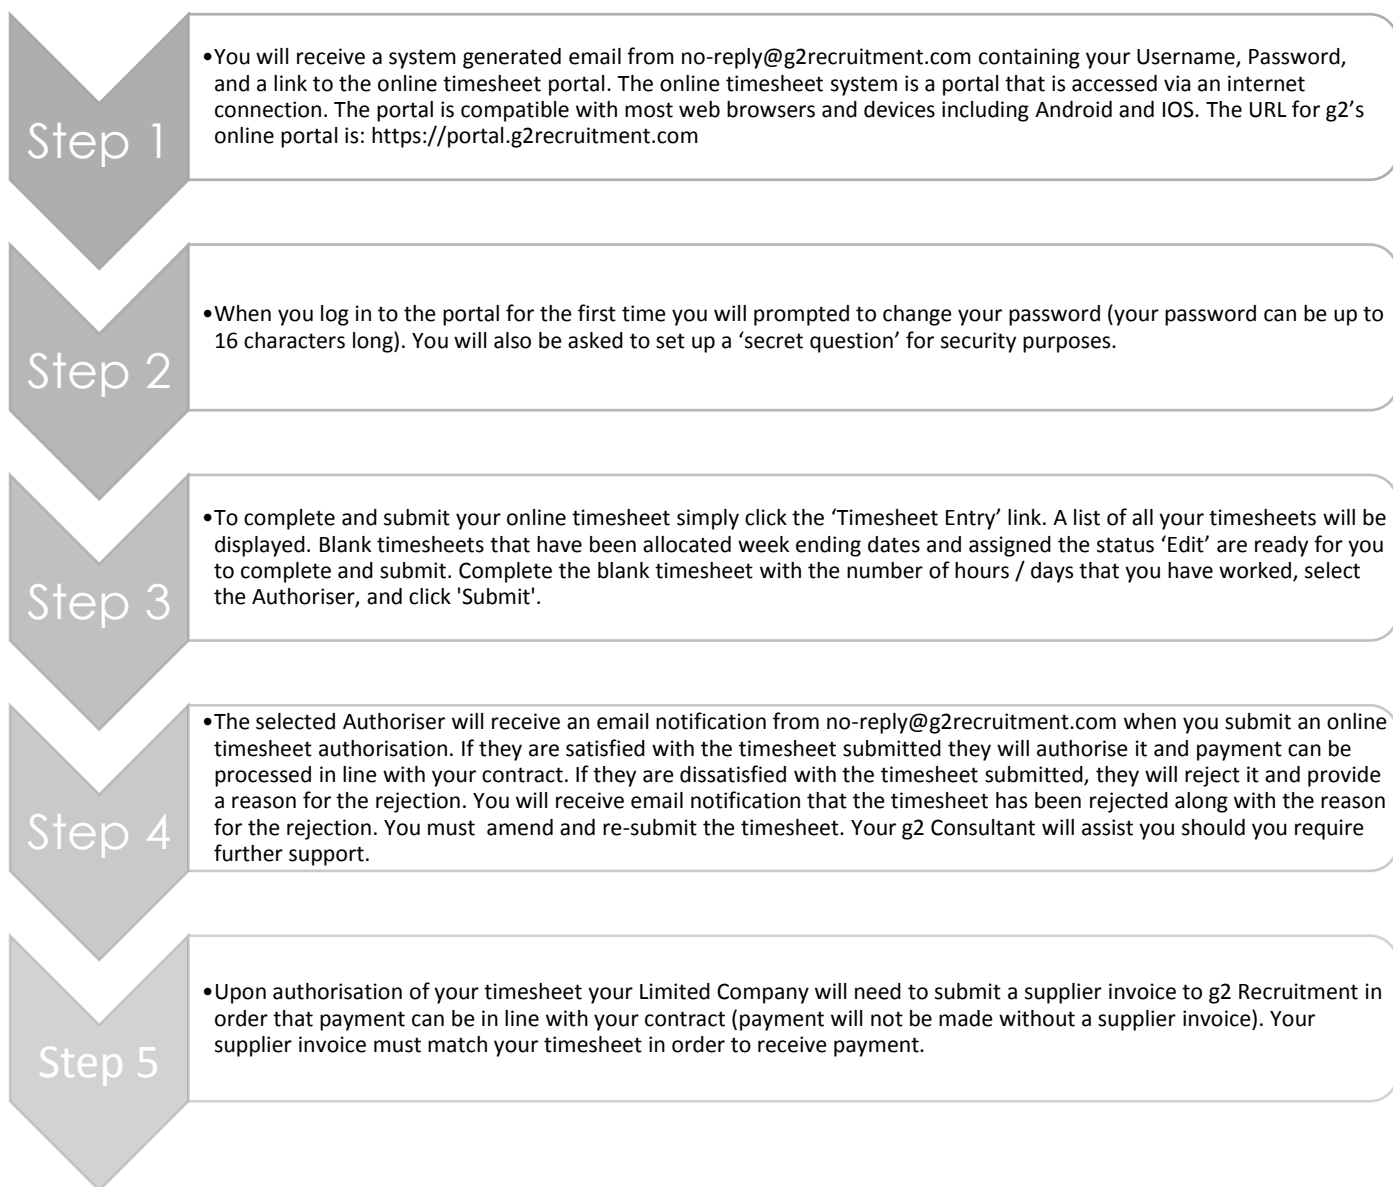 Step 1
•You will receive a system generated email from no-reply@g2recruitment.com containing your Username, Password,
and a link to the online timesheet portal. The online timesheet system is a portal that is accessed via an internet
connection. The portal is compatible with most web browsers and devices including Android and IOS. The URL for g2’s
online portal is: https://portal.g2recruitment.com
Step 2
•When you log in to the portal for the first time you will prompted to change your password (your password can be up to
16 characters long). You will also be asked to set up a ‘secret question’ for security purposes.
Step 3
•To complete and submit your online timesheet simply click the ‘Timesheet Entry’ link. A list of all your timesheets will be
displayed. Blank timesheets that have been allocated week ending dates and assigned the status ‘Edit’ are ready for you
to complete and submit. Complete the blank timesheet with the number of hours / days that you have worked, select
the Authoriser, and click 'Submit'.
Step 4
•The selected Authoriser will receive an email notification from no-reply@g2recruitment.com when you submit an online
timesheet authorisation. If they are satisfied with the timesheet submitted they will authorise it and payment can be
processed in line with your contract. If they are dissatisfied with the timesheet submitted, they will reject it and provide
a reason for the rejection. You will receive email notification that the timesheet has been rejected along with the reason
for the rejection. You must  amend and re-submit the timesheet. Your g2 Consultant will assist you should you require
further support.
Step 5
•Upon authorisation of your timesheet your Limited Company will need to submit a supplier invoice to g2 Recruitment in
order that payment can be in line with your contract (payment will not be made without a supplier invoice). Your
supplier invoice must match your timesheet in order to receive payment.